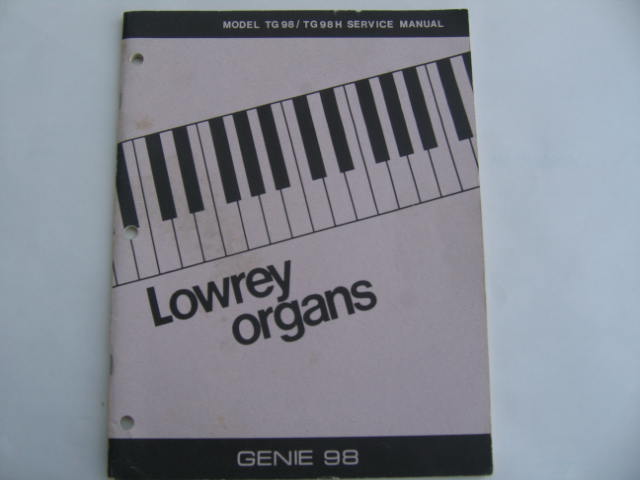 MODEL TG98/TG98H SERVICE MANUAL
Lowrey
organs
GENIE 98